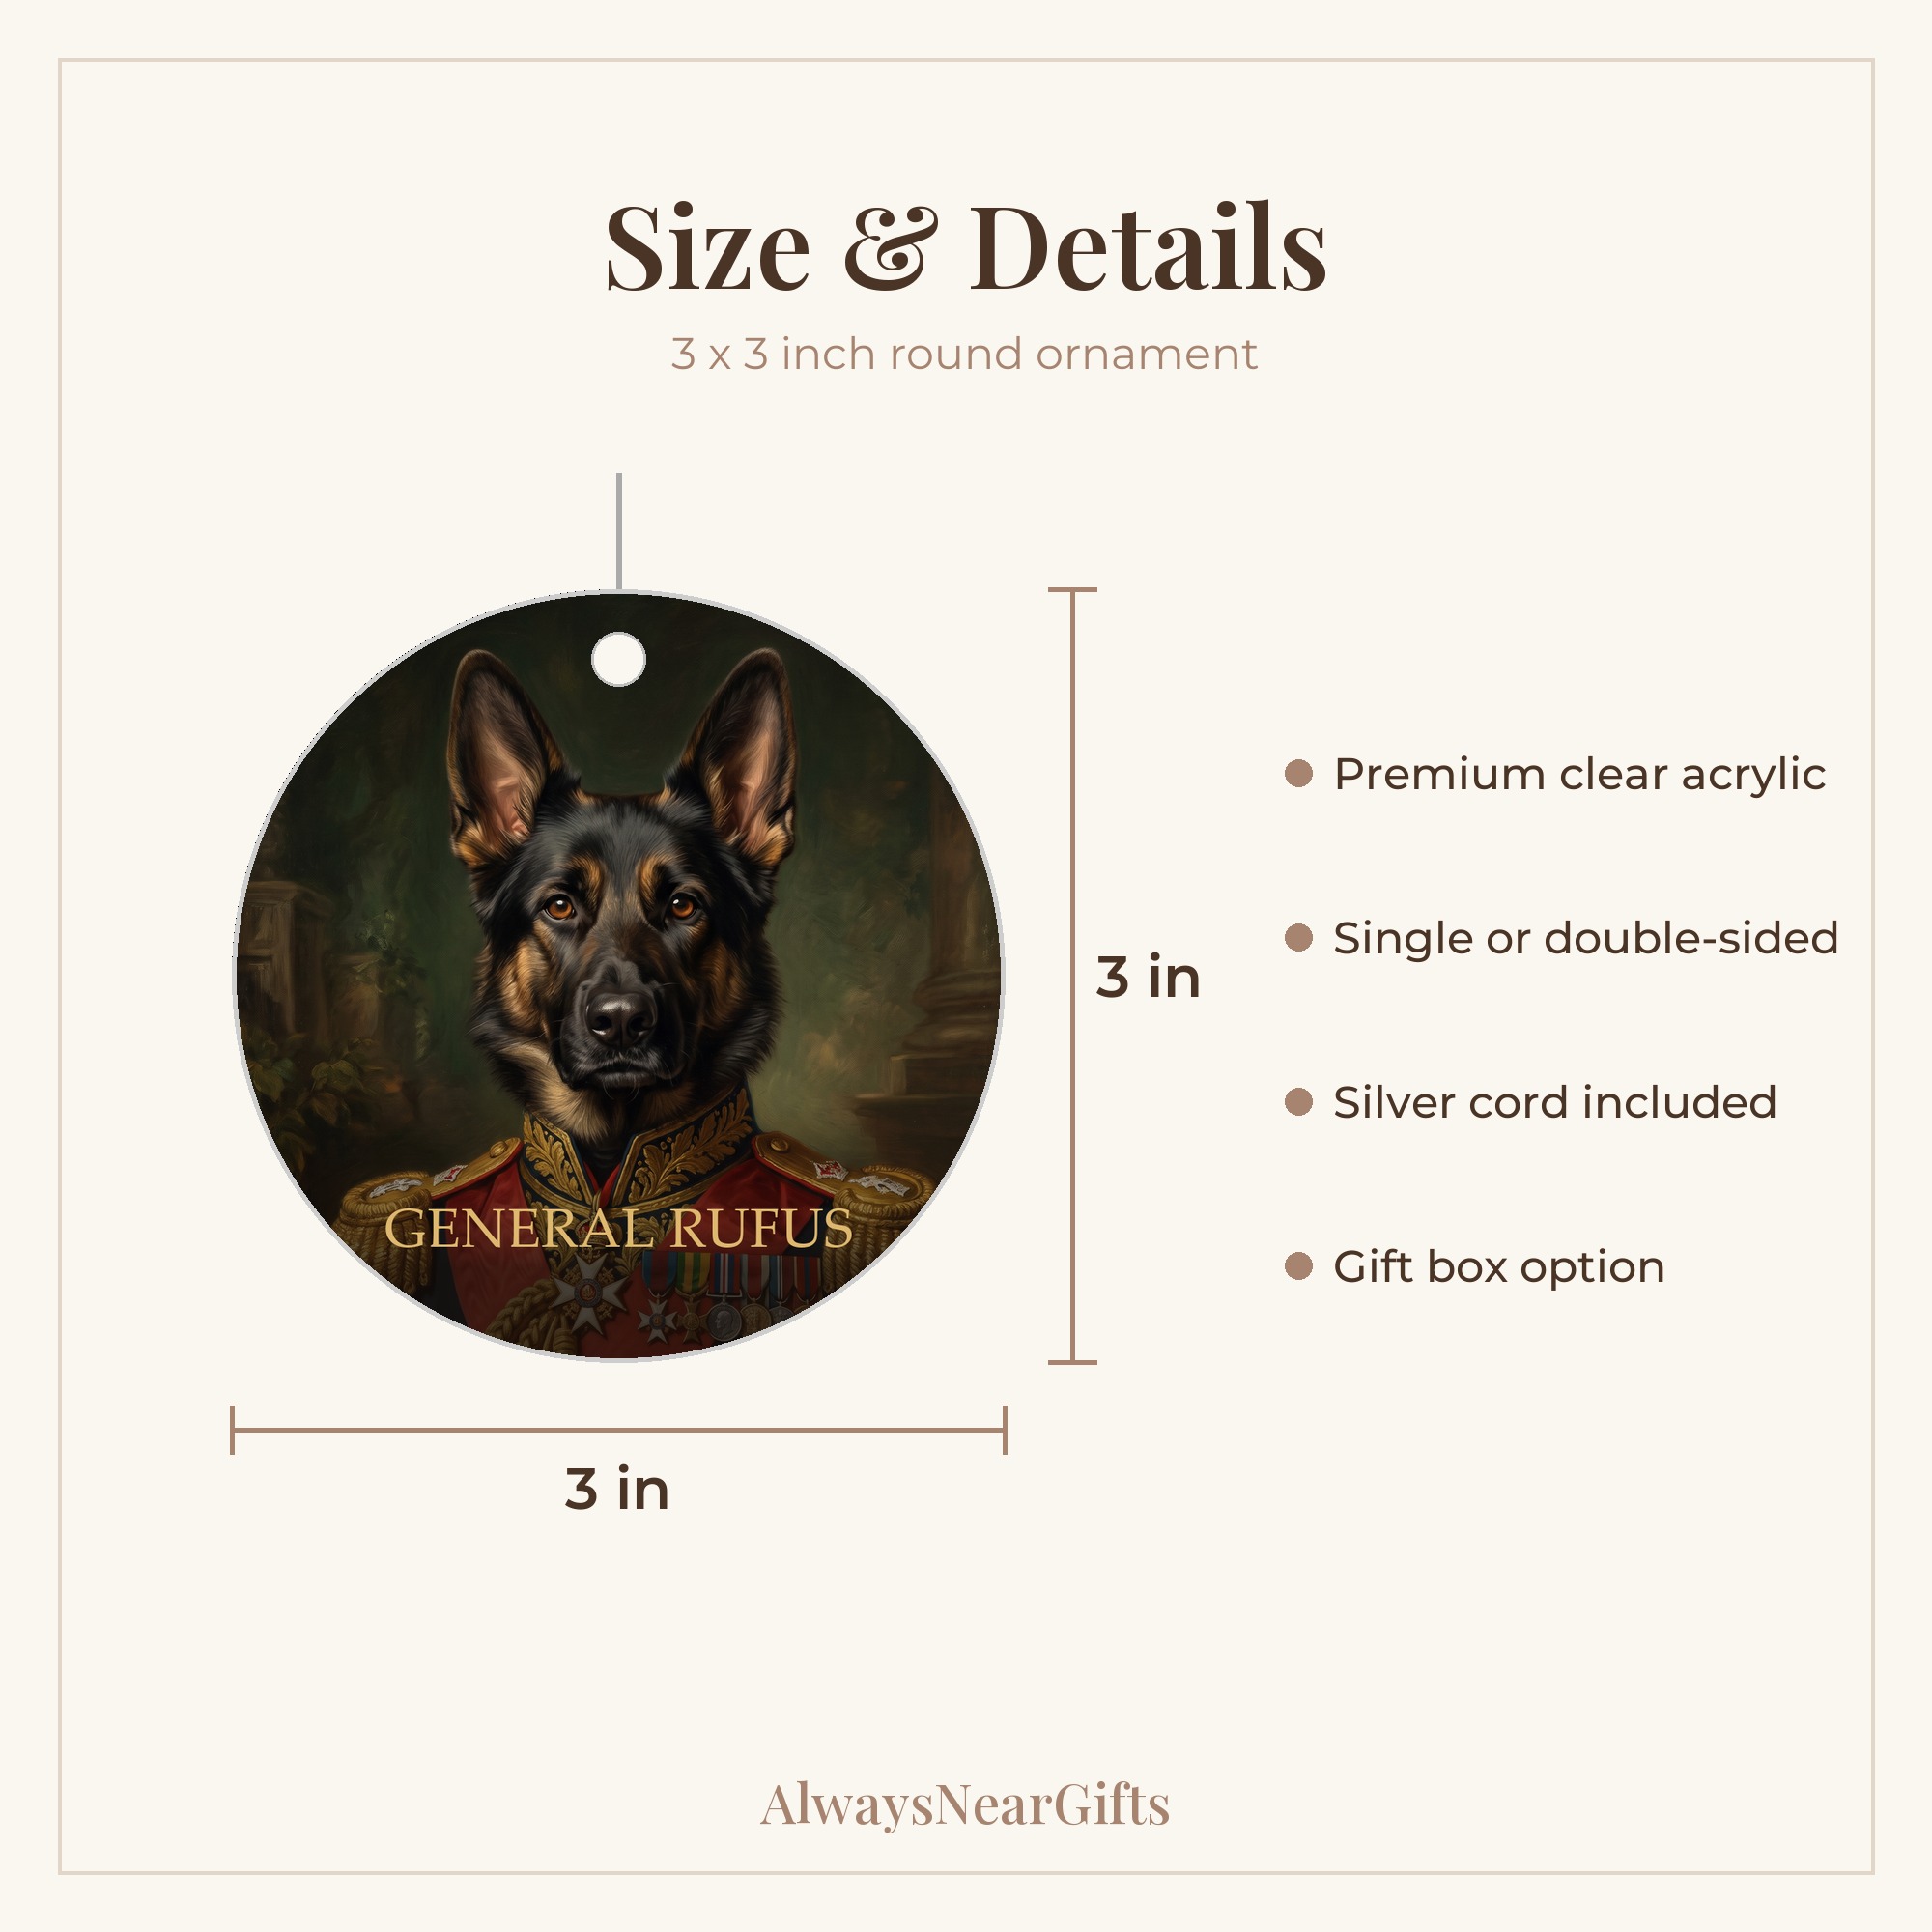 Size & Details
3 x 3 inch round ornament
GENERAL RUFUS
3 in
3 in
Premium clear acrylic
Single or double-sided
Silver cord included
Gift box option
AlwaysNearGifts